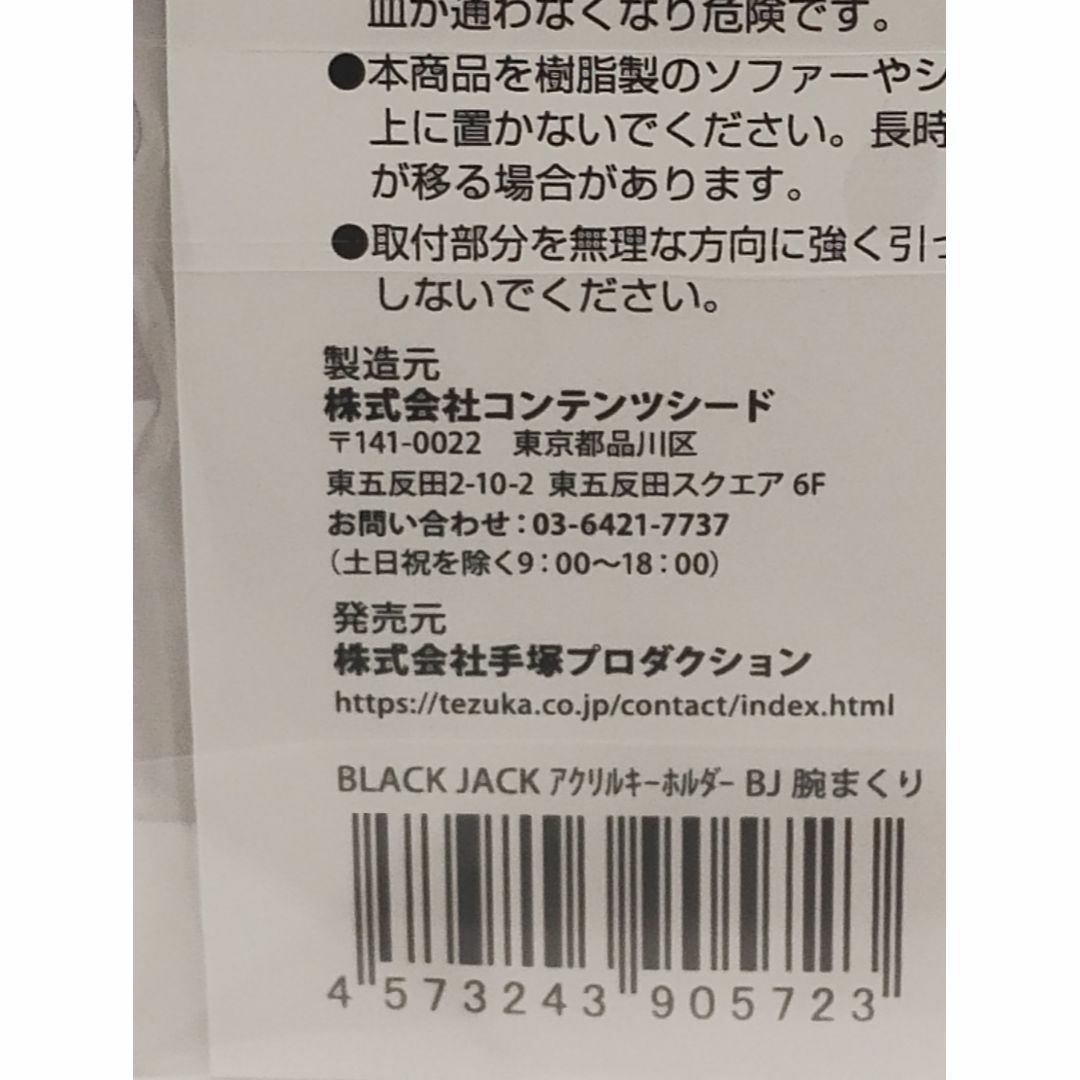 血が通わなくなり危険です。
●本商品を樹脂製のソファーやシ
上に置かないでください。長時
が移る場合があります。
●取付部分を無理な方向に強く引っ
しないでください。
製造元
株式会社コンテンツシード
〒141-0022 東京都品川区
東五反田2-10-2 東五反田スクエア 6F
お問い合わせ:03-6421-7737
(土日祝を除く9:00〜18:00)
発売元
株式会社手塚プロダクション
https://tezuka.co.jp/contact/index.html
BLACK JACK ｱｸﾘﾙｷｰﾎﾙﾀﾞｰ BJ 腕まくり
4 573243 905723